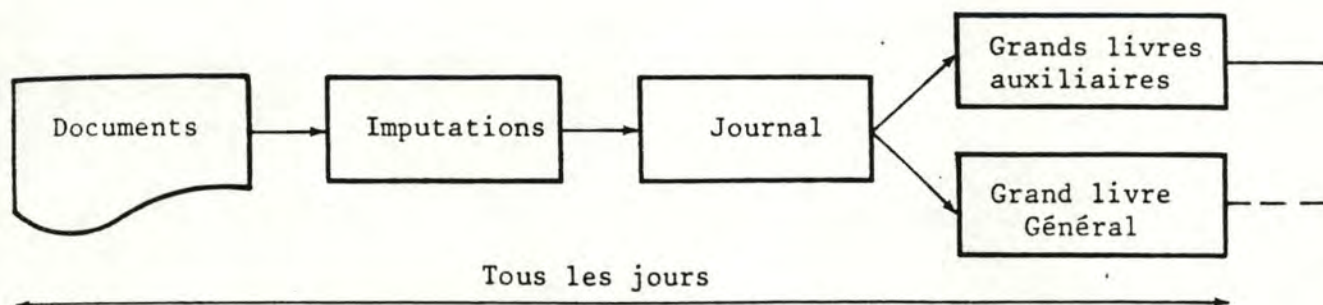 Documents
Imputations
Journal
Grands livres
auxiliaires
Grand livre
Général
Tous les jours